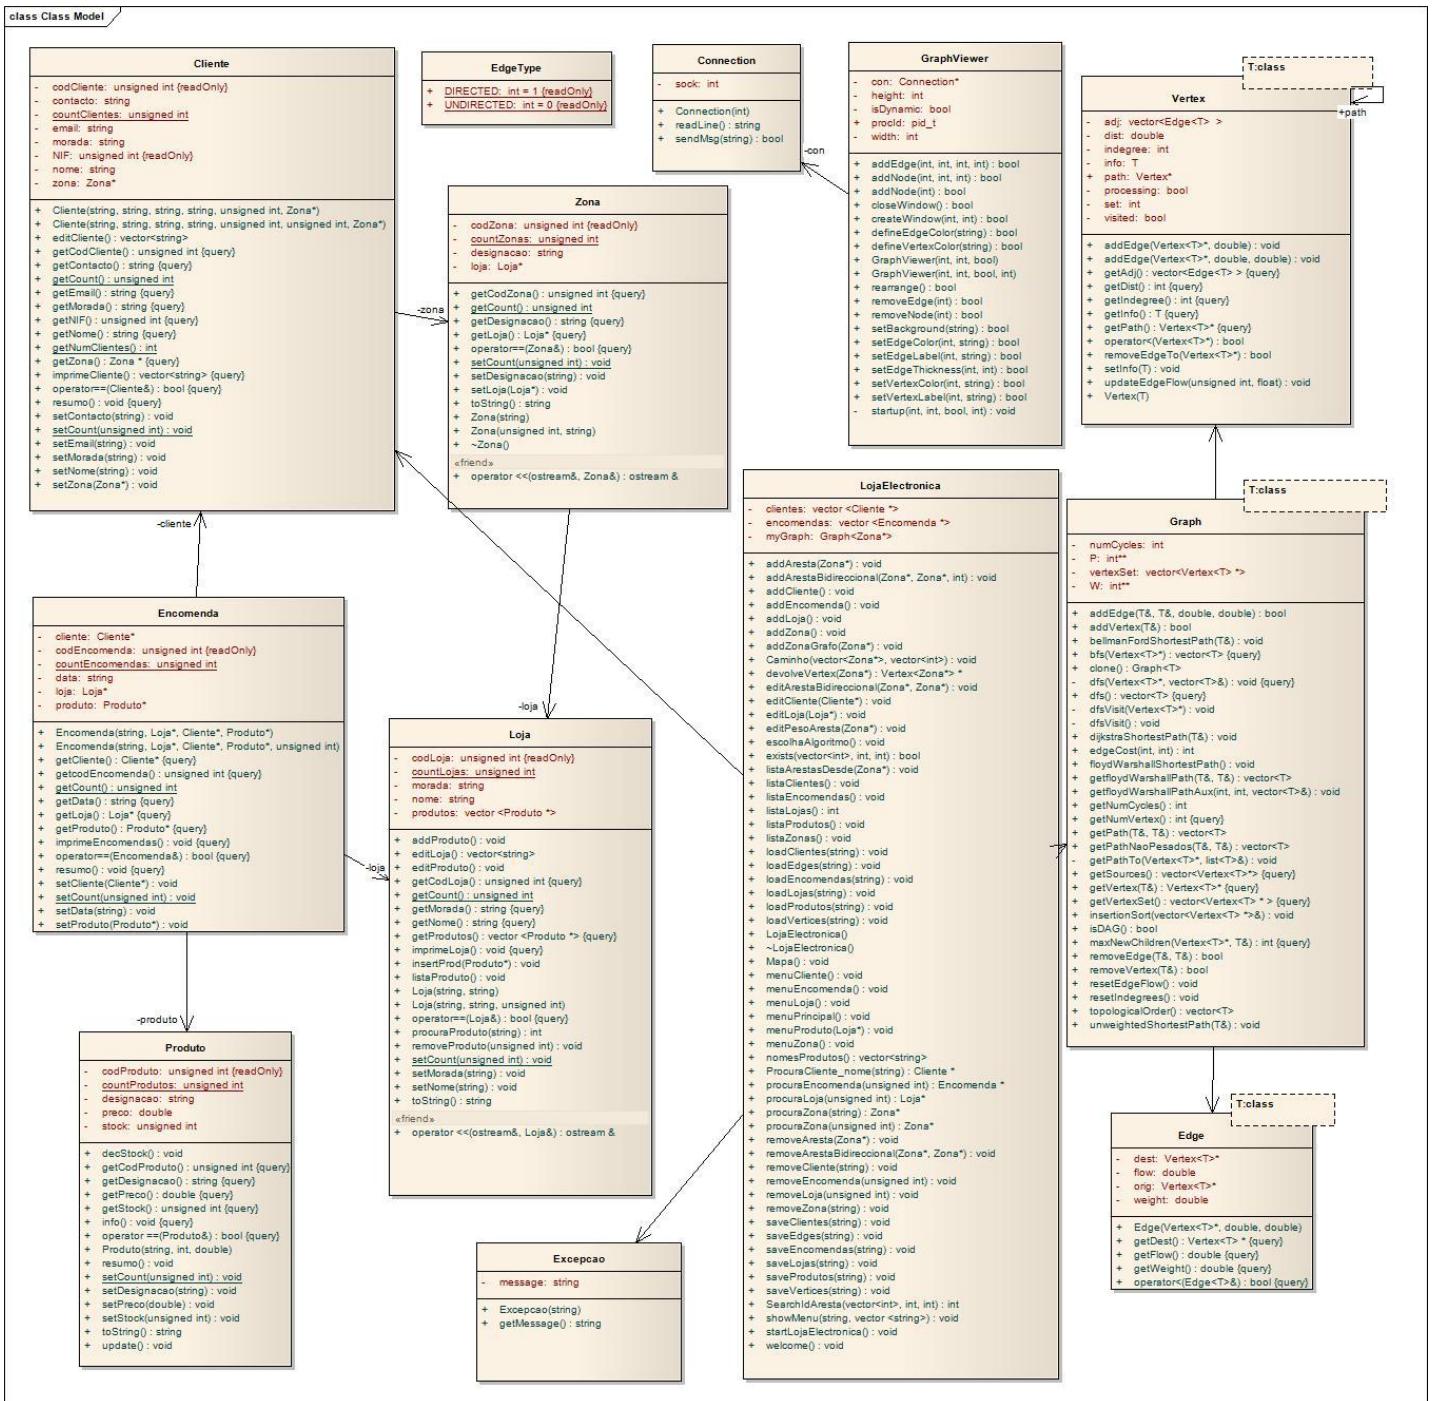 class Class Model
Cliente
- codCliente: unsigned int {readOnly}
- contacto: string
- countClientes: unsigned int
- email: string
- morada: string
- NIF: unsigned int {readOnly}
- nome: string
- zona: Zona*
+ Cliente(string, string, string, string, unsigned int, Zona*)
+ Cliente(string, string, string, string, unsigned int, unsigned int, Zona*)
+ editCliente() : vector<string>
+ getCodCliente() : unsigned int {query}
+ getContacto() : string {query}
+ getCount() : unsigned int
+ getEmail() : string {query}
+ getMorada() : string {query}
+ getNIF() : unsigned int {query}
+ getNome() : string {query}
+ getNumClientes() : int
+ getZona() : Zona * {query}
+ imprimeCliente() : vector<string> {query}
+ operator==(Cliente&) : bool {query}
+ resumo() : void {query}
+ setContacto(string) : void
+ setCount(unsigned int) : void
+ setEmail(string) : void
+ setMorada(string) : void
+ setNome(string) : void
+ setZona(Zona*) : void
EdgeType
+ DIRECTED: int = 1 {readOnly}
+ UNDIRECTED: int = 0 {readOnly}
Connection
- sock: int
+ Connection(int)
+ readLine() : string
+ sendMsg(string) : bool
-con
GraphViewer
- con: Connection*
- height: int
- isDynamic: bool
+ procId: pid_t
- width: int
+ addEdge(int, int, int, int) : bool
+ addNode(int, int, int) : bool
+ addNode(int) : bool
+ closeWindow() : bool
+ createWindow(int, int) : bool
+ defineEdgeColor(string) : bool
+ defineVertexColor(string) : bool
+ GraphViewer(int, int, bool)
+ GraphViewer(int, int, bool, int)
+ rearrange() : bool
+ removeEdge(int) : bool
+ removeNode(int) : bool
+ setBackground(string) : bool
+ setEdgeColor(int, string) : bool
+ setEdgeLabel(int, string) : bool
+ setEdgeThickness(int, int) : bool
+ setVertexColor(int, string) : bool
+ setVertexLabel(int, string) : bool
- startup(int, int, bool, int) : void
T:class
Vertex
+path
- adj: vector<Edge<T> >
- dist: double
- indegree: int
- info: T
+ path: Vertex*
- processing: bool
- set: int
- visited: bool
+ addEdge(Vertex<T>*, double) : void
+ addEdge(Vertex<T>*, double, double) : void
+ getAdj() : vector<Edge<T> > {query}
+ getDist() : int {query}
+ getIndegree() : int {query}
+ getInfo() : T {query}
+ getPath() : Vertex<T>* {query}
+ operator<(Vertex<T>*) : bool
+ removeEdgeTo(Vertex<T>*) : bool
+ setInfo(T) : void
+ updateEdgeFlow(unsigned int, float) : void
+ Vertex(T)
-zona
Zona
- codZona: unsigned int {readOnly}
- countZonas: unsigned int
- designacao: string
- loja: Loja*
+ getCodZona() : unsigned int {query}
+ getCount() : unsigned int
+ getDesignacao() : string {query}
+ getLoja() : Loja* {query}
+ operator==(Zona&) : bool {query}
+ setCount(unsigned int) : void
+ setDesignacao(string) : void
+ setLoja(Loja*) : void
+ toString() : string
+ Zona(string)
+ Zona(unsigned int, string)
+ ~Zona()
«friend»
+ operator <<(ostream&, Zona&) : ostream &
-cliente
Encomenda
- cliente: Cliente*
- codEncomenda: unsigned int {readOnly}
- countEncomendas: unsigned int
- data: string
- loja: Loja*
- produto: Produto*
+ Encomenda(string, Loja*, Cliente*, Produto*)
+ Encomenda(string, Loja*, Cliente*, Produto*, unsigned int)
+ getCliente() : Cliente* {query}
+ getcodEncomenda() : unsigned int {query}
+ getCount() : unsigned int
+ getData() : string {query}
+ getLoja() : Loja* {query}
+ getProduto() : Produto* {query}
+ imprimeEncomendas() : void {query}
+ operator==(Encomenda&) : bool {query}
+ resumo() : void {query}
+ setCliente(Cliente*) : void
+ setCount(unsigned int) : void
+ setData(string) : void
+ setProduto(Produto*) : void
-loja
-loja
Loja
- codLoja: unsigned int {readOnly}
- countLojas: unsigned int
- morada: string
- nome: string
- produtos: vector <Produto *>
+ addProduto() : void
+ editLoja() : vector<string>
+ editProduto() : void
+ getCodLoja() : unsigned int {query}
+ getCount() : unsigned int
+ getMorada() : string {query}
+ getNome() : string {query}
+ getProdutos() : vector <Produto *> {query}
+ imprimeLoja() : void {query}
+ insertProd(Produto*) : void
+ listaProduto() : void
+ Loja(string, string)
+ Loja(string, string, unsigned int)
+ operator==(Loja&) : bool {query}
+ procuraProduto(string) : int
+ removeProduto(unsigned int) : void
+ setCount(unsigned int) : void
+ setMorada(string) : void
+ setNome(string) : void
+ toString() : string
«friend»
+ operator <<(ostream&, Loja&) : ostream &
-produto
Produto
- codProduto: unsigned int {readOnly}
- countProdutos: unsigned int
- designacao: string
- preco: double
- stock: unsigned int
+ decStock() : void
+ getCodProduto() : unsigned int {query}
+ getDesignacao() : string {query}
+ getPreco() : double {query}
+ getStock() : unsigned int {query}
+ info() : void {query}
+ operator ==(Produto&) : bool {query}
+ Produto(string, int, double)
+ resumo() : void
+ setCount(unsigned int) : void
+ setDesignacao(string) : void
+ setPreco(double) : void
+ setStock(unsigned int) : void
+ toString() : string
+ update() : void
Excepcao
- message: string
+ Excepcao(string)
+ getMessage() : string
LojaElectronica
- clientes: vector <Cliente *>
- encomendas: vector <Encomenda *>
- myGraph: Graph<Zona*>
+ addAresta(Zona*) : void
+ addArestaBidireccional(Zona*, Zona*, int) : void
+ addCliente() : void
+ addEncomenda() : void
+ addLoja() : void
+ addZona() : void
+ addZonaGrafo(Zona*) : void
+ Caminho(vector<Zona*>, vector<int>) : void
+ devolveVertex(Zona*) : Vertex<Zona*> *
+ editArestaBidireccional(Zona*, Zona*) : void
+ editCliente(Cliente*) : void
+ editLoja(Loja*) : void
+ editPesoAresta(Zona*) : void
+ escolhaAlgoritmo() : void
+ exists(vector<int>, int, int) : bool
+ listaArestasDesde(Zona*) : void
+ listaClientes() : void
+ listaEncomendas() : void
+ listaLojas() : int
+ listaProdutos() : void
+ listaZonas() : void
+ loadClientes(string) : void
+ loadEdges(string) : void
+ loadEncomendas(string) : void
+ loadLojas(string) : void
+ loadProdutos(string) : void
+ loadVertices(string) : void
+ LojaElectronica()
+ ~LojaElectronica()
+ Mapa() : void
+ menuCliente() : void
+ menuEncomenda() : void
+ menuLoja() : void
+ menuPrincipal() : void
+ menuProduto(Loja*) : void
+ menuZona() : void
+ nomesProdutos() : vector<string>
+ ProcuraCliente_nome(string) : Cliente *
+ procuraEncomenda(unsigned int) : Encomenda *
+ procuraLoja(unsigned int) : Loja*
+ procuraZona(string) : Zona*
+ procuraZona(unsigned int) : Zona*
+ removeAresta(Zona*) : void
+ removeArestaBidireccional(Zona*, Zona*) : void
+ removeCliente(string) : void
+ removeEncomenda(unsigned int) : void
+ removeLoja(unsigned int) : void
+ removeZona(string) : void
+ saveClientes(string) : void
+ saveEdges(string) : void
+ saveEncomendas(string) : void
+ saveLojas(string) : void
+ saveProdutos(string) : void
+ saveVertices(string) : void
+ SearchIdAresta(vector<int>, int, int) : int
+ showMenu(string, vector <string>) : void
+ startLojaElectronica() : void
+ welcome() : void
T:class
Graph
- numCycles: int
- P: int**
- vertexSet: vector<Vertex<T> *>
- W: int**
+ addEdge(T&, T&, double, double) : bool
+ addVertex(T&) : bool
+ bellmanFordShortestPath(T&) : void
+ bfs(Vertex<T>*) : vector<T> {query}
+ clone() : Graph<T>
- dfs(Vertex<T>*, vector<T>&) : void {query}
+ dfs() : vector<T> {query}
- dfsVisit(Vertex<T>*) : void
- dfsVisit() : void
+ dijkstraShortestPath(T&) : void
+ edgeCost(int, int) : int
+ floydWarshallShortestPath() : void
+ getfloydWarshallPath(T&, T&) : vector<T>
+ getfloydWarshallPathAux(int, int, vector<T>&) : void
+ getNumCycles() : int
+ getNumVertex() : int {query}
+ getPath(T&, T&) : vector<T>
+ getPathNaoPesados(T&, T&) : vector<T>
- getPathTo(Vertex<T>*, list<T>&) : void
+ getSources() : vector<Vertex<T>*> {query}
+ getVertex(T&) : Vertex<T>* {query}
+ getVertexSet() : vector<Vertex<T> * > {query}
+ insertionSort(vector<Vertex<T> *>&) : void
+ isDAG() : bool
+ maxNewChildren(Vertex<T>*, T&) : int {query}
+ removeEdge(T&, T&) : bool
+ removeVertex(T&) : bool
+ resetEdgeFlow() : void
+ resetIndegrees() : void
+ topologicalOrder() : vector<T>
+ unweightedShortestPath(T&) : void
T:class
Edge
- dest: Vertex<T>*
- flow: double
- orig: Vertex<T>*
- weight: double
+ Edge(Vertex<T>*, double, double)
+ getDest() : Vertex<T> * {query}
+ getFlow() : double {query}
+ getWeight() : double {query}
+ operator<(Edge<T>&) : bool {query}